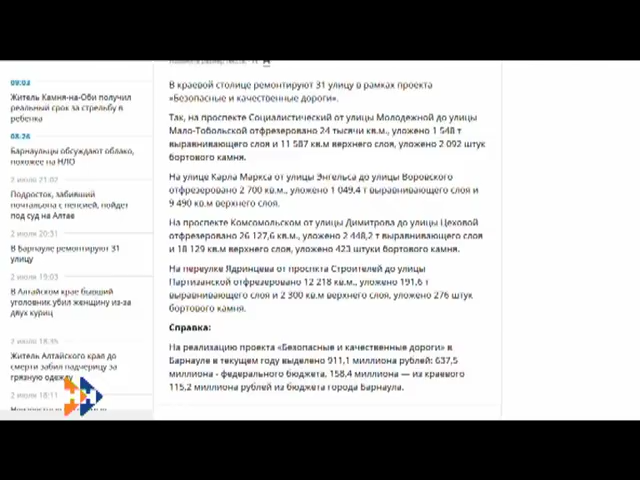 09:03
Житель Камня-на-Оби получил
реальный срок за стрельбу в
ребенка
08:26
Барнаульцы обсуждают облако,
похожее на НЛО
2 июля 21:02
Подросток, забивший
почтальона с пенсией, пойдет
под суд на Алтае
2 июля 20:31
В Барнауле ремонтируют 31
улицу
2 июля 19:03
В Алтайском крае бывший
уголовник убил женщину из-за
двух куриц
2 июля 18:35
Житель Алтайского края до
смерти забил падчерицу за
грязную одежду
2 июля 18:11
В краевой столице ремонтируют 31 улицу в рамках проекта
«Безопасные и качественные дороги».
Так, на проспекте Социалистический от улицы Молодежной до улицы
Мало-Тобольской отфрезеровано 24 тысячи кв.м., уложено 1 548 т
выравнивающего слоя и 11 587 кв.м верхнего слоя, уложено 2 092 штук
бортового камня.
На улице Карла Маркса от улицы Энгельса до улицы Воровского
отфрезеровано 2 700 кв.м., уложено 1 049,4 т выравнивающего слоя и
9 490 кв.м верхнего слоя.
На проспекте Комсомольском от улицы Димитрова до улицы Цеховой
отфрезеровано 26 127,6 кв.м., уложено 2 448,2 т выравнивающего слоя
и 18 129 кв.м верхнего слоя, уложено 423 штуки бортового камня.
На переулке Ядринцева от проспекта Строителей до улицы
Партизанской отфрезеровано 12 218 кв.м., уложено 191,6 т
выравнивающего слоя и 2 300 кв.м верхнего слоя, уложено 276 штук
бортового камня.
Справка:
На реализацию проекта «Безопасные и качественные дороги» в
Барнауле в текущем году выделено 911,1 миллиона рублей: 637,5
миллиона - федерального бюджета, 158,4 миллиона — из краевого
115,2 миллиона рублей из бюджета города Барнаула.